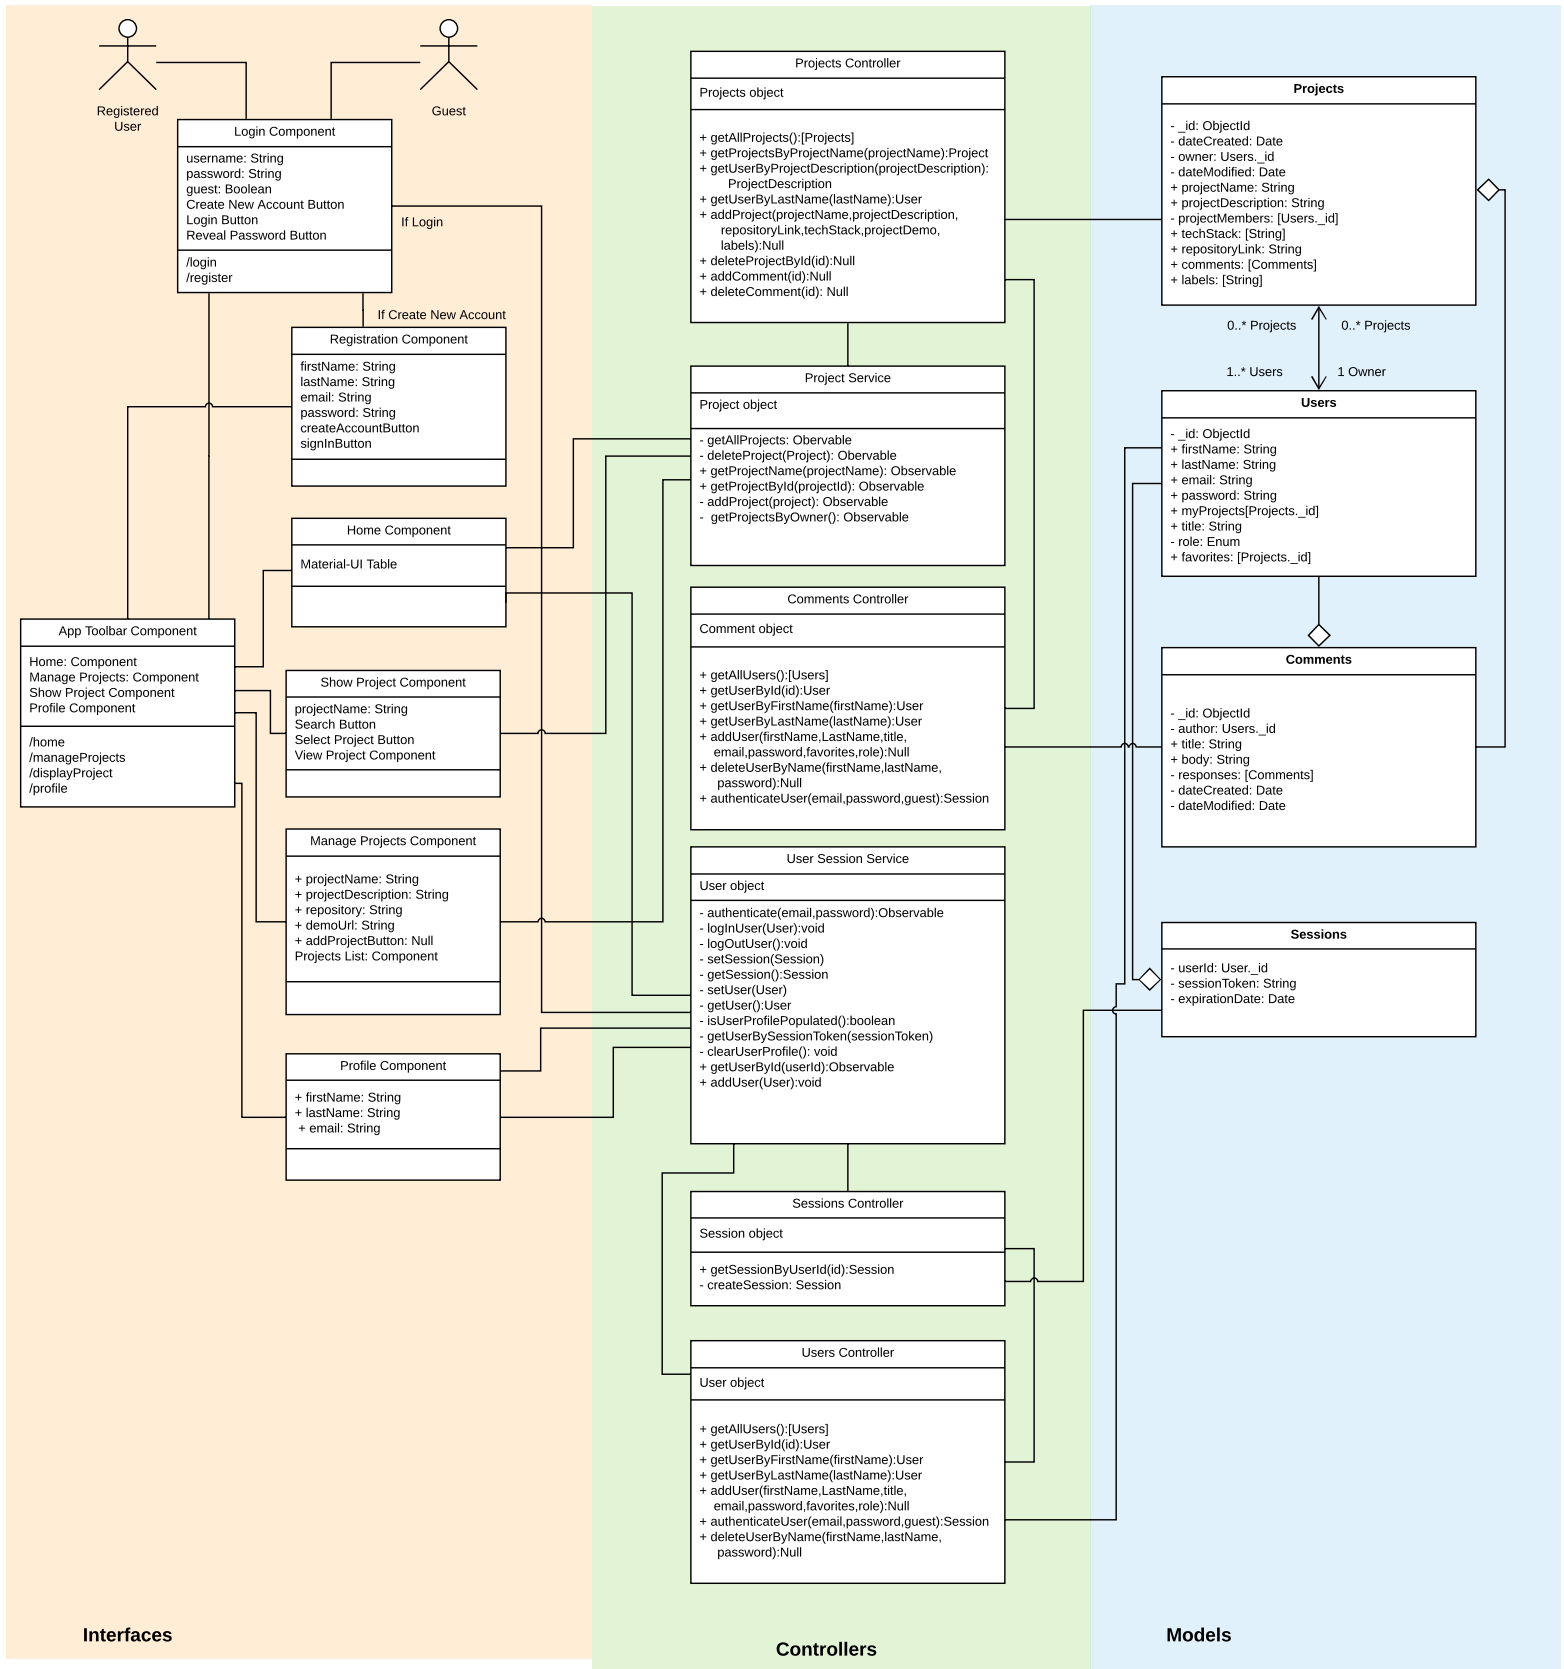 Registered
User
Guest
Login Component
username: String
password: String
guest: Boolean
Create New Account Button
Login Button
Reveal Password Button
/login
/register
If Login
If Create New Account
Registration Component
firstName: String
lastName: String
email: String
password: String
createAccountButton
signInButton
Home Component
Material-UI Table
App Toolbar Component
Home: Component
Manage Projects: Component
Show Project Component
Profile Component
/home
/manageProjects
/displayProject
/profile
Show Project Component
projectName: String
Search Button
Select Project Button
View Project Component
Manage Projects Component
+ projectName: String
+ projectDescription: String
+ repository: String
+ demoUrl: String
+ addProjectButton: Null
Projects List: Component
Profile Component
+ firstName: String
+ lastName: String
+ email: String
Interfaces
Projects Controller
Projects object
+ getAllProjects():[Projects]
+ getProjectsByProjectName(projectName):Project
+ getUserByProjectDescription(projectDescription):
ProjectDescription
+ getUserByLastName(lastName):User
+ addProject(projectName,projectDescription,
repositoryLink,techStack,projectDemo,
labels):Null
+ deleteProjectById(id):Null
+ addComment(id):Null
+ deleteComment(id): Null
Project Service
Project object
- getAllProjects: Obervable
- deleteProject(Project): Obervable
+ getProjectName(projectName): Observable
+ getProjectById(projectId): Observable
- addProject(project): Observable
- getProjectsByOwner(): Observable
Comments Controller
Comment object
+ getAllUsers():[Users]
+ getUserById(id):User
+ getUserByFirstName(firstName):User
+ getUserByLastName(lastName):User
+ addUser(firstName,LastName,title,
email,password,favorites,role):Null
+ deleteUserByName(firstName,lastName,
password):Null
+ authenticateUser(email,password,guest):Session
User Session Service
User object
- authenticate(email,password):Observable
- logInUser(User):void
- logOutUser():void
- setSession(Session)
- getSession():Session
- setUser(User)
- getUser():User
- isUserProfilePopulated():boolean
- getUserBySessionToken(sessionToken)
- clearUserProfile(): void
+ getUserById(userId):Observable
+ addUser(User):void
Sessions Controller
Session object
+ getSessionByUserId(id):Session
- createSession: Session
Users Controller
User object
+ getAllUsers():[Users]
+ getUserById(id):User
+ getUserByFirstName(firstName):User
+ getUserByLastName(lastName):User
+ addUser(firstName,LastName,title,
email,password,favorites,role):Null
+ authenticateUser(email,password,guest):Session
+ deleteUserByName(firstName,lastName,
password):Null
Controllers
Projects
- _id: ObjectId
- dateCreated: Date
- owner: Users._id
- dateModified: Date
+ projectName: String
+ projectDescription: String
- projectMembers: [Users._id]
+ techStack: [String]
+ repositoryLink: String
+ comments: [Comments]
+ labels: [String]
0..* Projects 0..* Projects
1..* Users 1 Owner
Users
- _id: ObjectId
+ firstName: String
+ lastName: String
+ email: String
+ password: String
+ myProjects[Projects._id]
+ title: String
- role: Enum
+ favorites: [Projects._id]
Comments
- _id: ObjectId
- author: Users._id
+ title: String
+ body: String
- responses: [Comments]
- dateCreated: Date
- dateModified: Date
Sessions
- userId: User._id
- sessionToken: String
- expirationDate: Date
Models